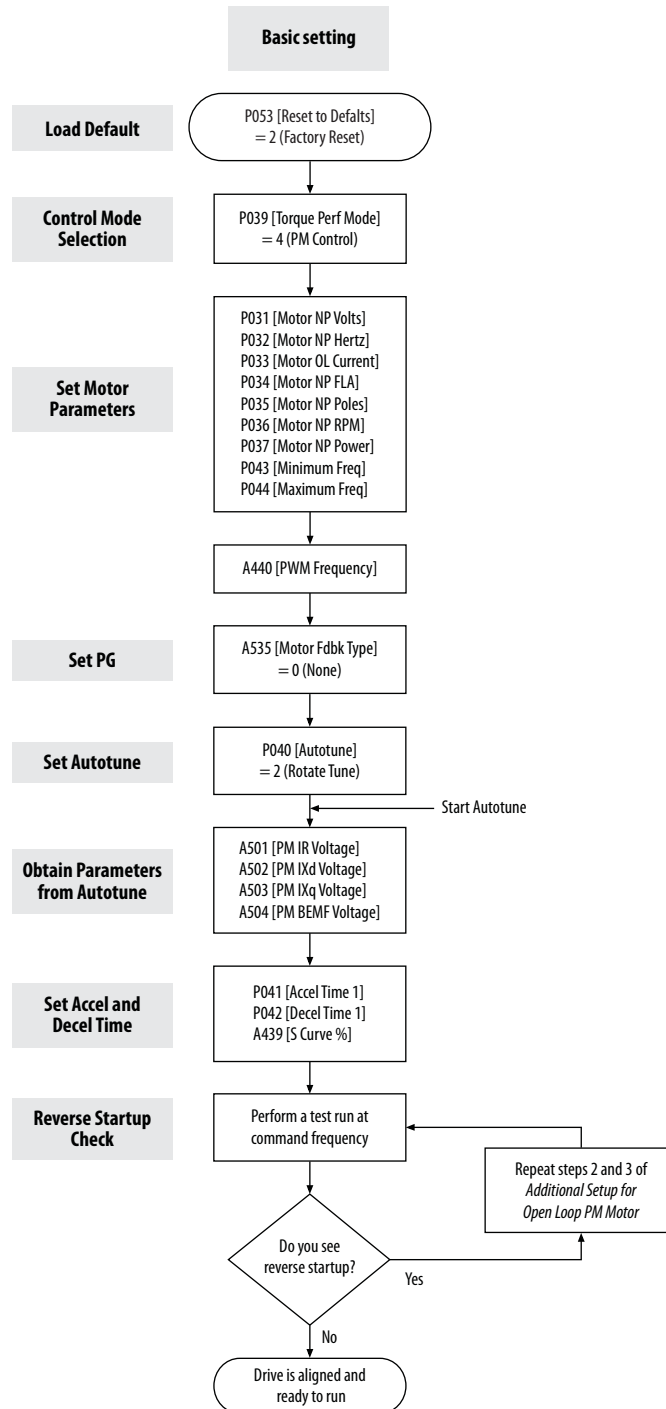 Basic setting
Load Default
P053 [Reset to Defalts]
= 2 (Factory Reset)
Control Mode
Selection
P039 [Torque Perf Mode]
= 4 (PM Control)
Set Motor
Parameters
P031 [Motor NP Volts]
P032 [Motor NP Hertz]
P033 [Motor OL Current]
P034 [Motor NP FLA]
P035 [Motor NP Poles]
P036 [Motor NP RPM]
P037 [Motor NP Power]
P043 [Minimum Freq]
P044 [Maximum Freq]
A440 [PWM Frequency]
Set PG
A535 [Motor Fdbk Type]
= 0 (None)
Set Autotune
P040 [Autotune]
= 2 (Rotate Tune)
Start Autotune
Obtain Parameters
from Autotune
A501 [PM IR Voltage]
A502 [PM IXd Voltage]
A503 [PM IXq Voltage]
A504 [PM BEMF Voltage]
Set Accel and
Decel Time
P041 [Accel Time 1]
P042 [Decel Time 1]
A439 [S Curve %]
Reverse Startup
Check
Perform a test run at
command frequency
Repeat steps 2 and 3 of
Additional Setup for
Open Loop PM Motor
Do you see
reverse startup?
Yes
No
Drive is aligned and
ready to run